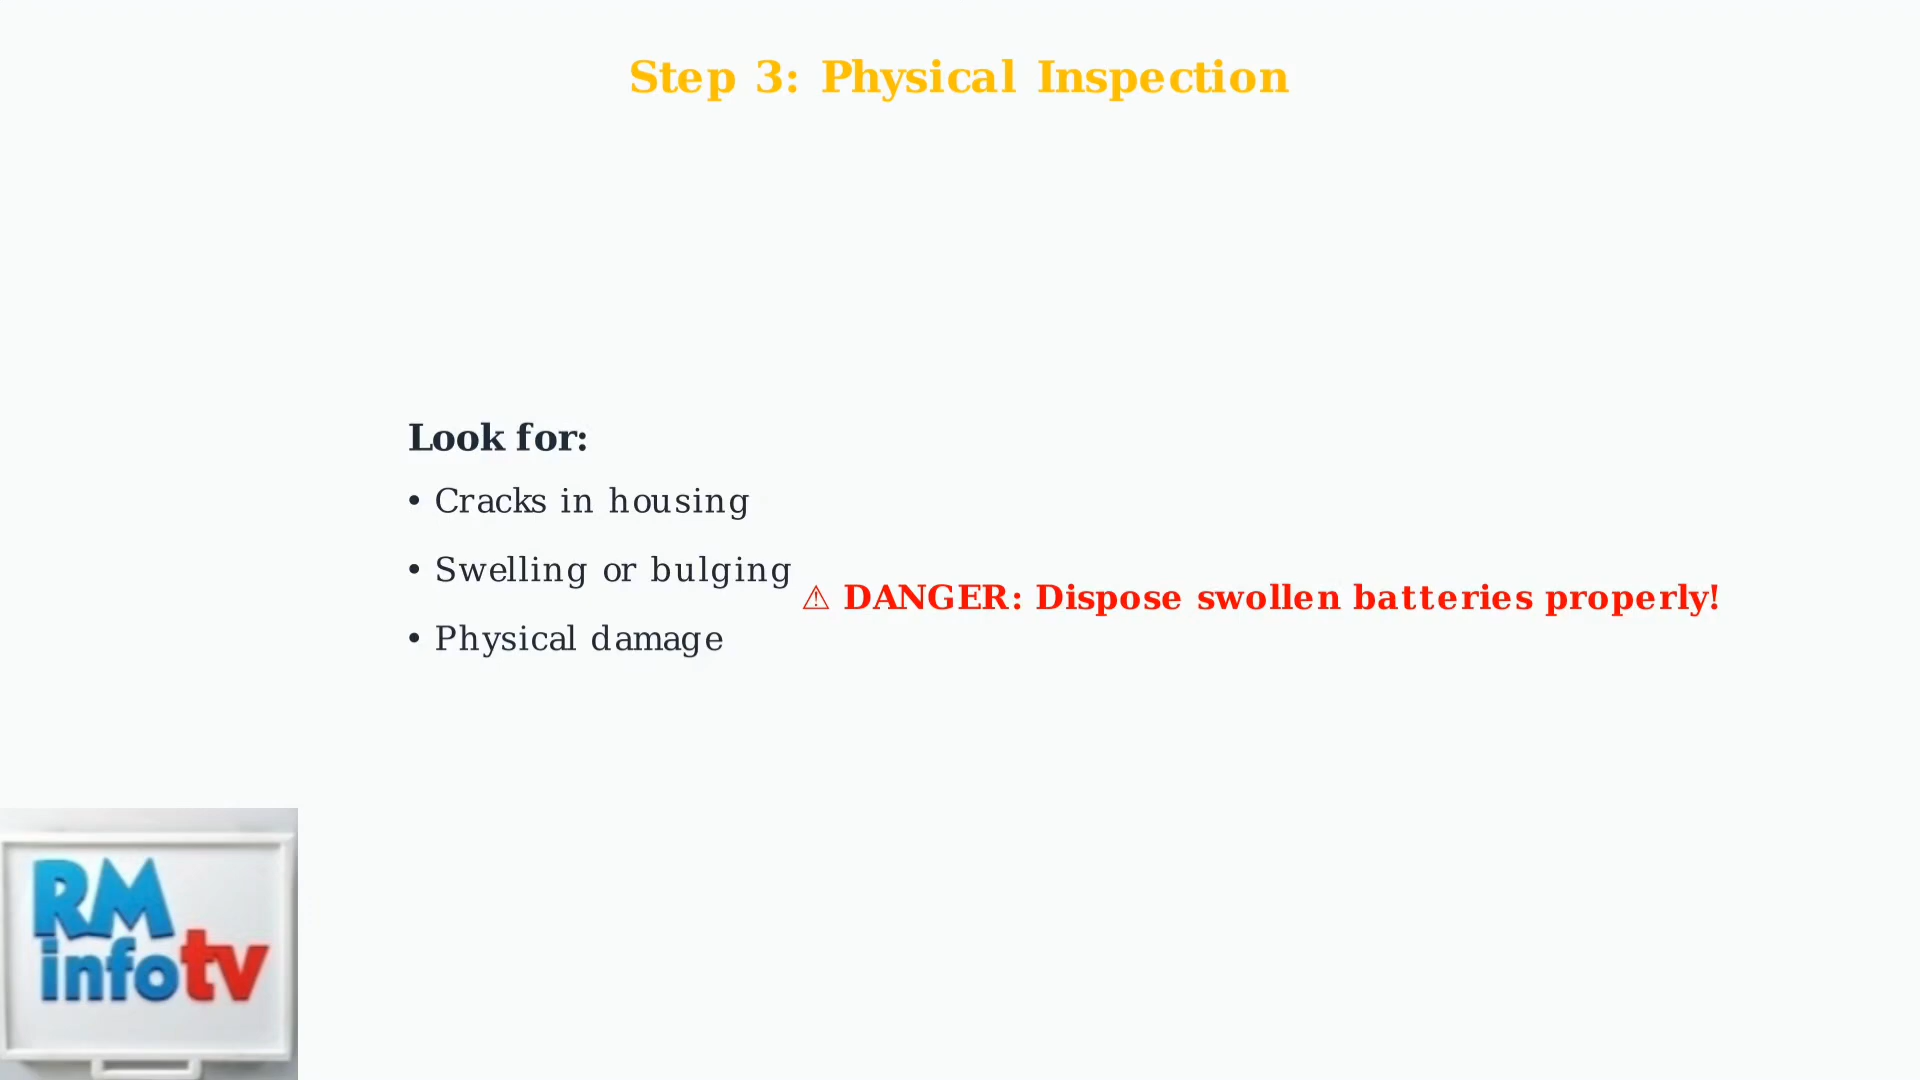 Step 3: Physical Inspection
Look for:
• Cracks in housing
• Swelling or bulging
⚠ DANGER: Dispose swollen batteries properly!
• Physical damage
RM
infotv